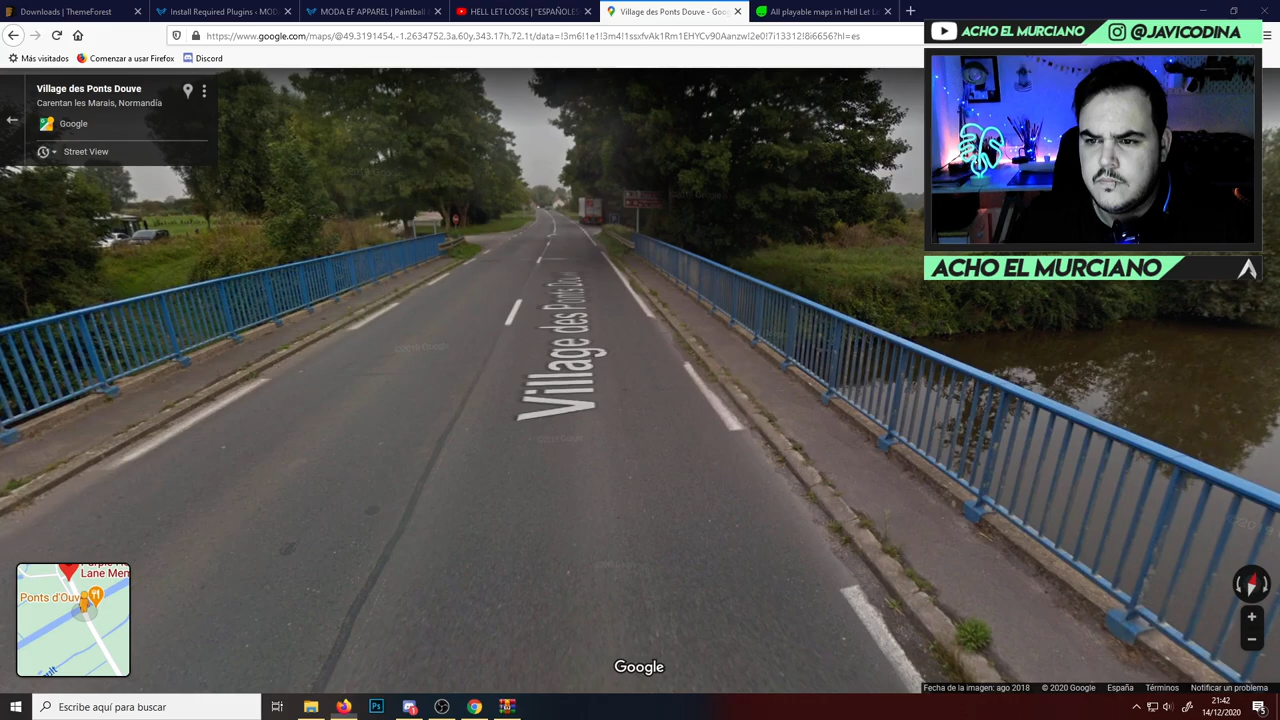 Downloads | ThemeForest
Install Required Plugins ‹ MOD
MODA EF APPAREL | Paintball
HELL LET LOOSE | "ESPAÑOLES
Village des Ponts Douve - Goo
All playable maps in Hell Let L
https://www.google.com/maps/@49.3191454,-1.2634752,3a,60y,343.17h,72.1t/data=!3m6!1e1!3m4!1ssxfvAk1Rm1EHYCv90Aanzw!2e0!7i13312!8i6656?hl=es
Más visitados
Comenzar a usar Firefox
Discord
ACHO EL MURCIANO
@JAVICODINA
Village des Ponts Douve
Carentan les Marais, Normandía
Google
Street View
ACHO EL MURCIANO
Village des Ponts Douve
©2018 Google
Lane Mem
Ponts d'Ouve
Google
Fecha de la imagen: ago 2018
© 2020 Google
España
Términos
Notificar un problema
Escribe aquí para buscar
21:42
14/12/2020